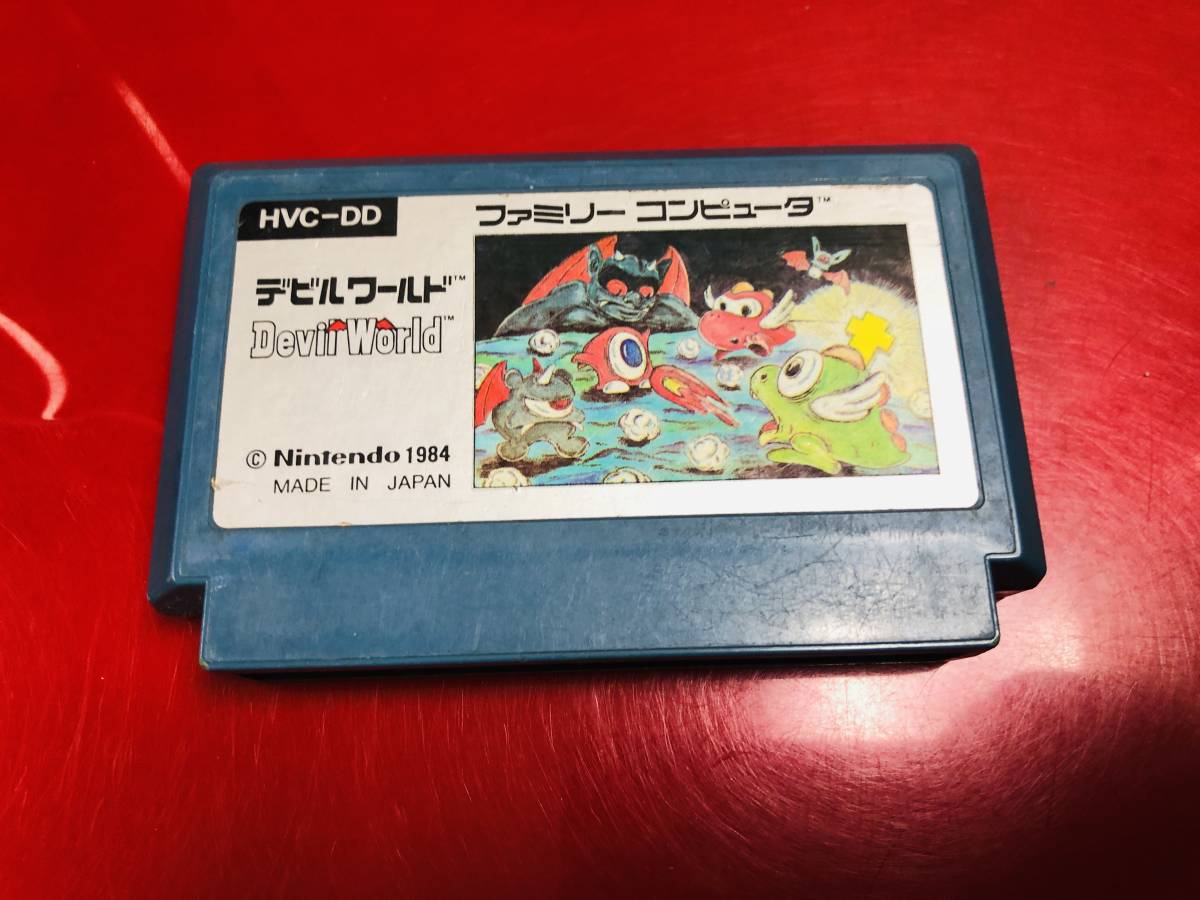 HVC-DD
ファミリー コンピュータ™
デビルワールド™
Devil World™
© Nintendo 1984
MADE IN JAPAN